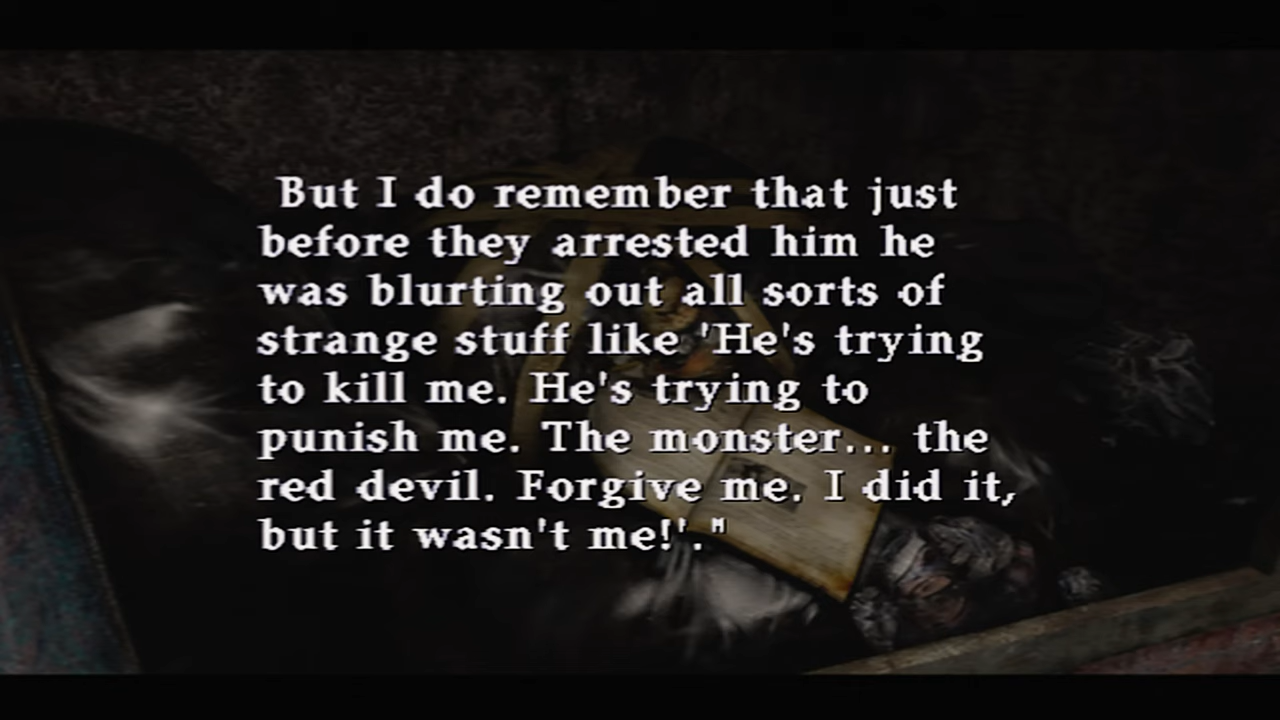 But I do remember that just
before they arrested him he
was blurting out all sorts of
strange stuff like 'He's trying
to kill me. He's trying to
punish me. The monster... the
red devil. Forgive me. I did it,
but it wasn't me!'."